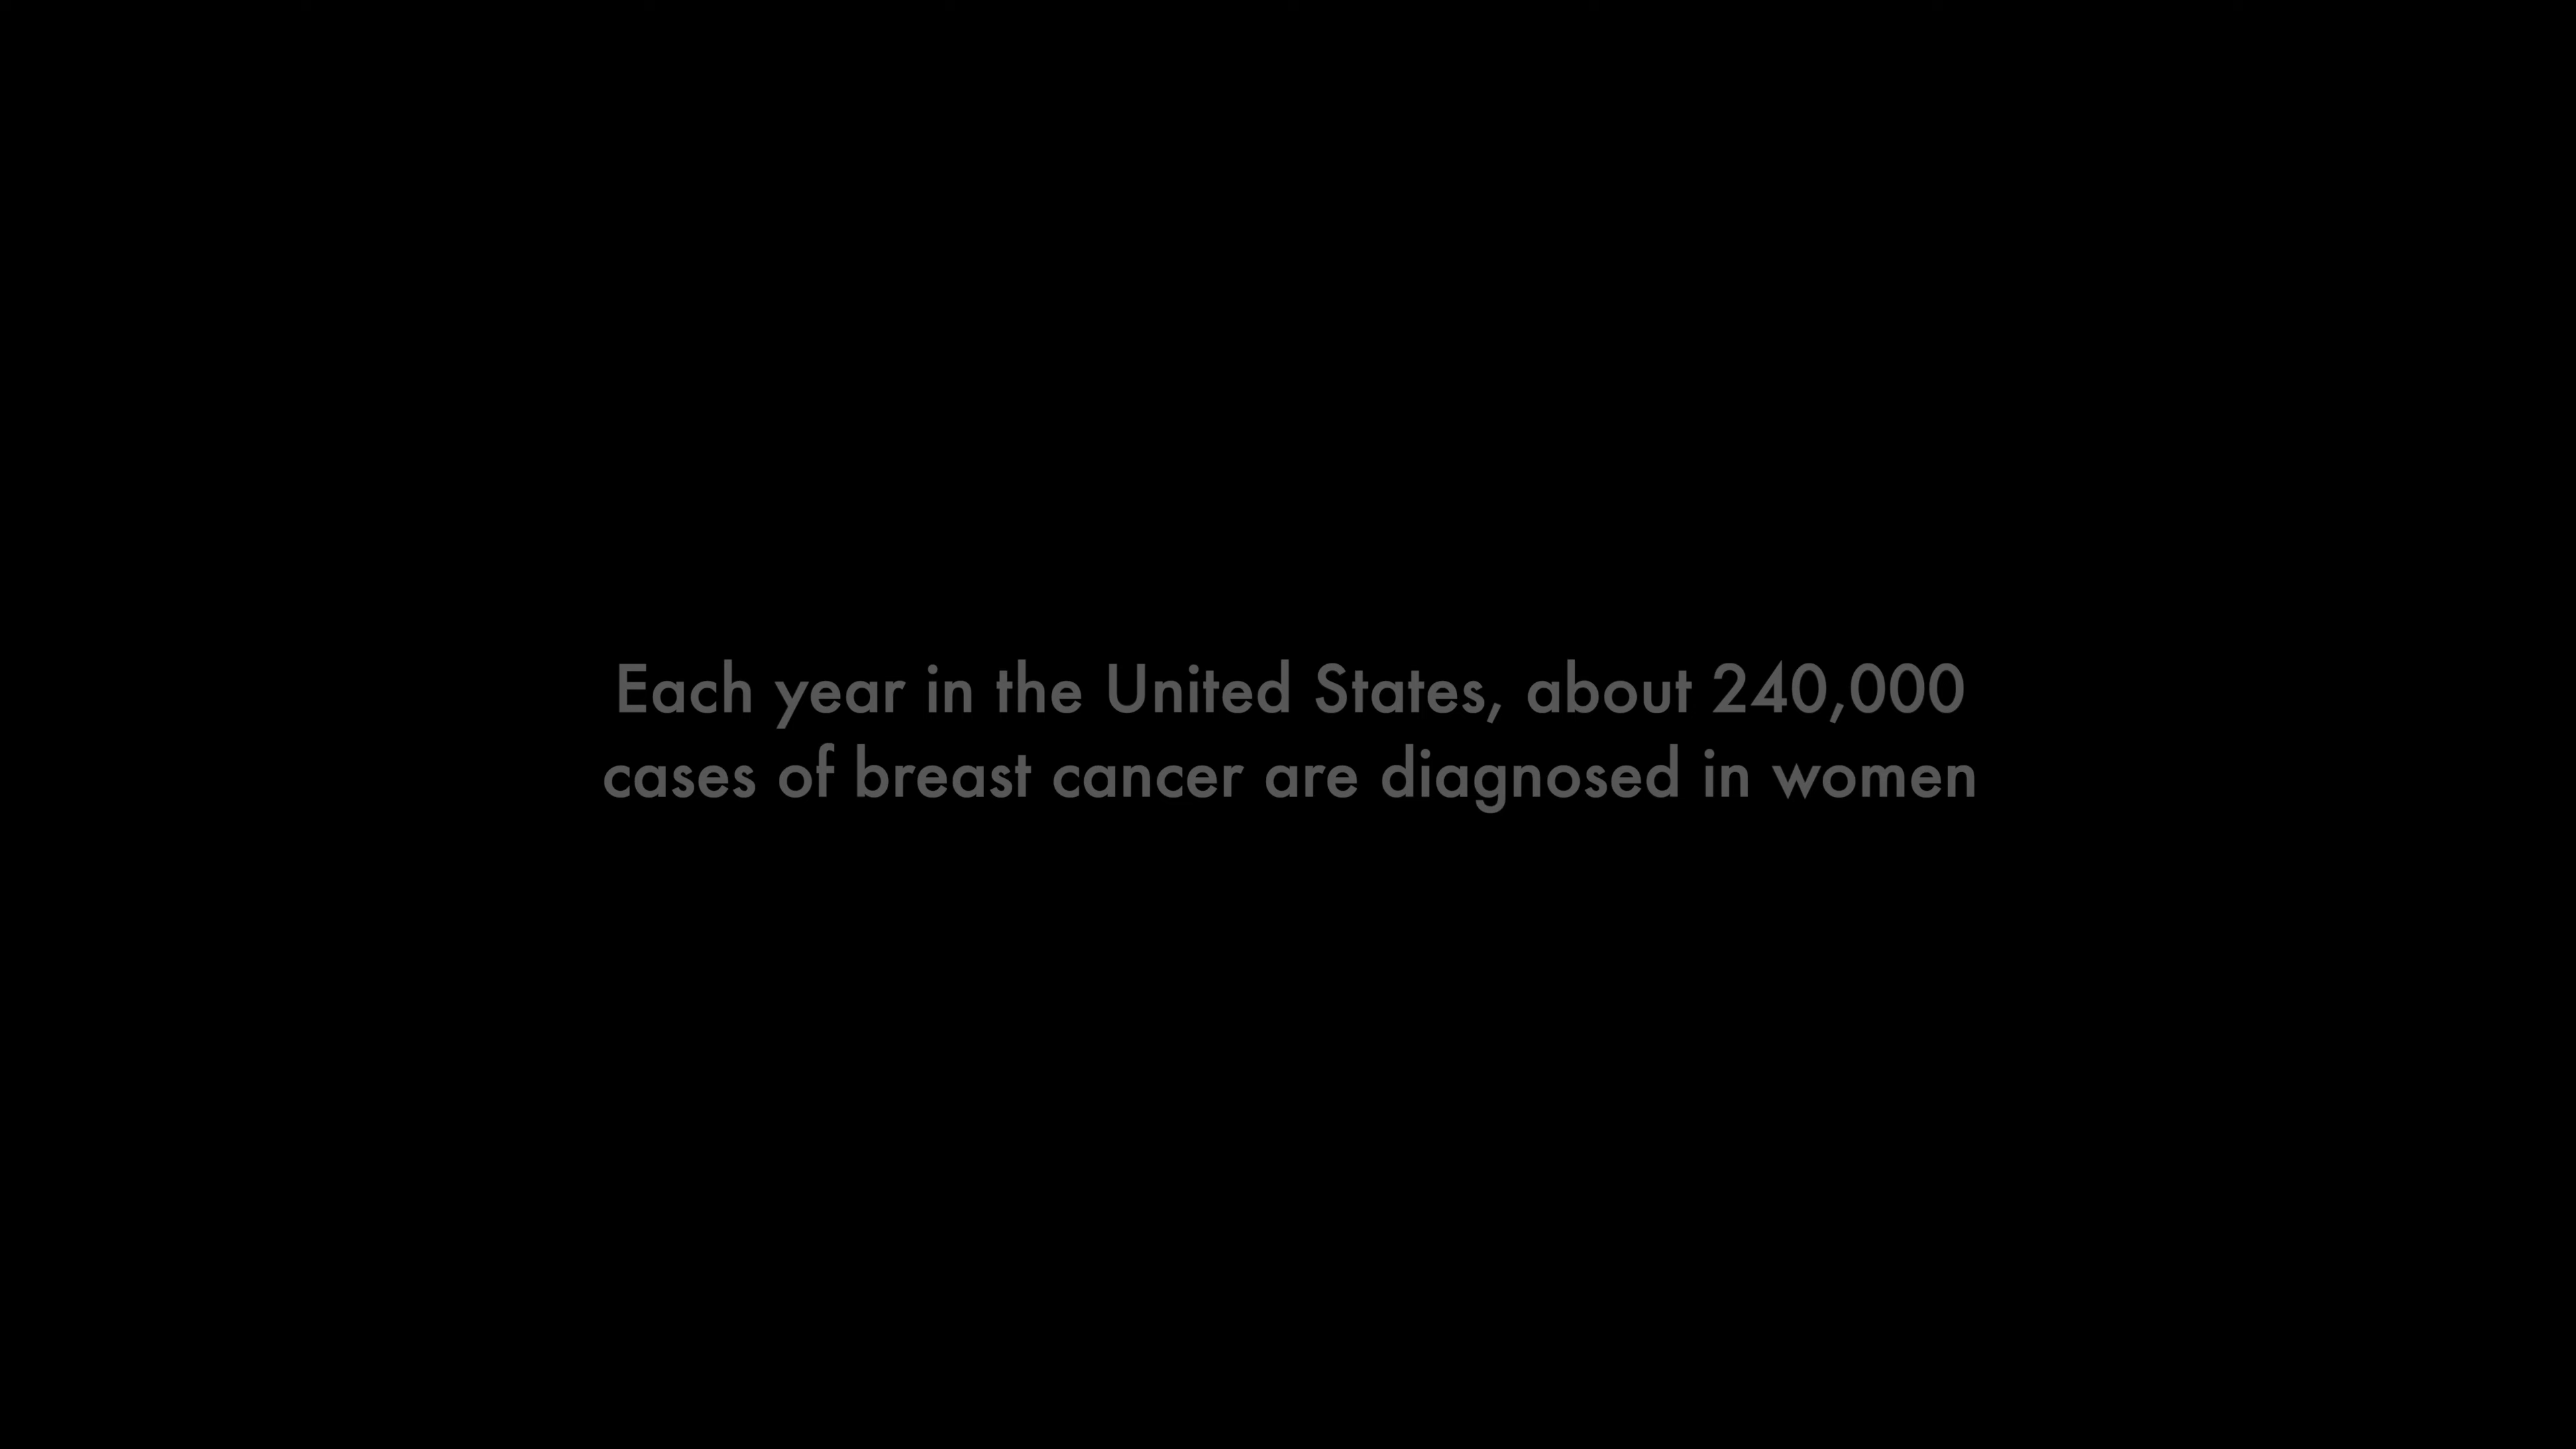 Each year in the United States, about 240,000
cases of breast cancer are diagnosed in women